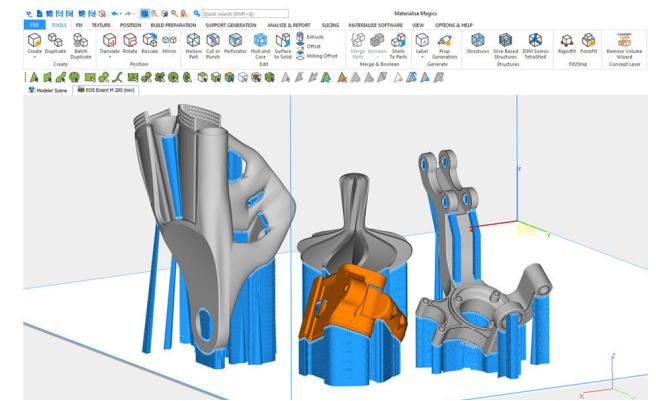 Quick search (Shift+Q)
Materialise Magics
FILE TOOLS FIX TEXTURE POSITION BUILD PREPARATION SUPPORT GENERATION ANALYZE & REPORT SLICING MATERIALISE SOFTWARE VIEW OPTIONS & HELP
Create Duplicate Batch Duplicate Translate Rotate Rescale Mirror Hollow Part Cut or Punch Perforator Hull and Core Surface to Solid Extrude Offset Milling Offset Merge Parts Boolean Shells To Parts Label Prop Generation Structures Slice Based Structures DSM Somos TetraShell RapidFit FormFit Remove Volume Wizard
Create Position Edit Merge & Boolean Generate Structures Fit2Ship Concept Laser
Modeler Scene EOS Eosint M 280 (mm)
z
x
y
z
x
y